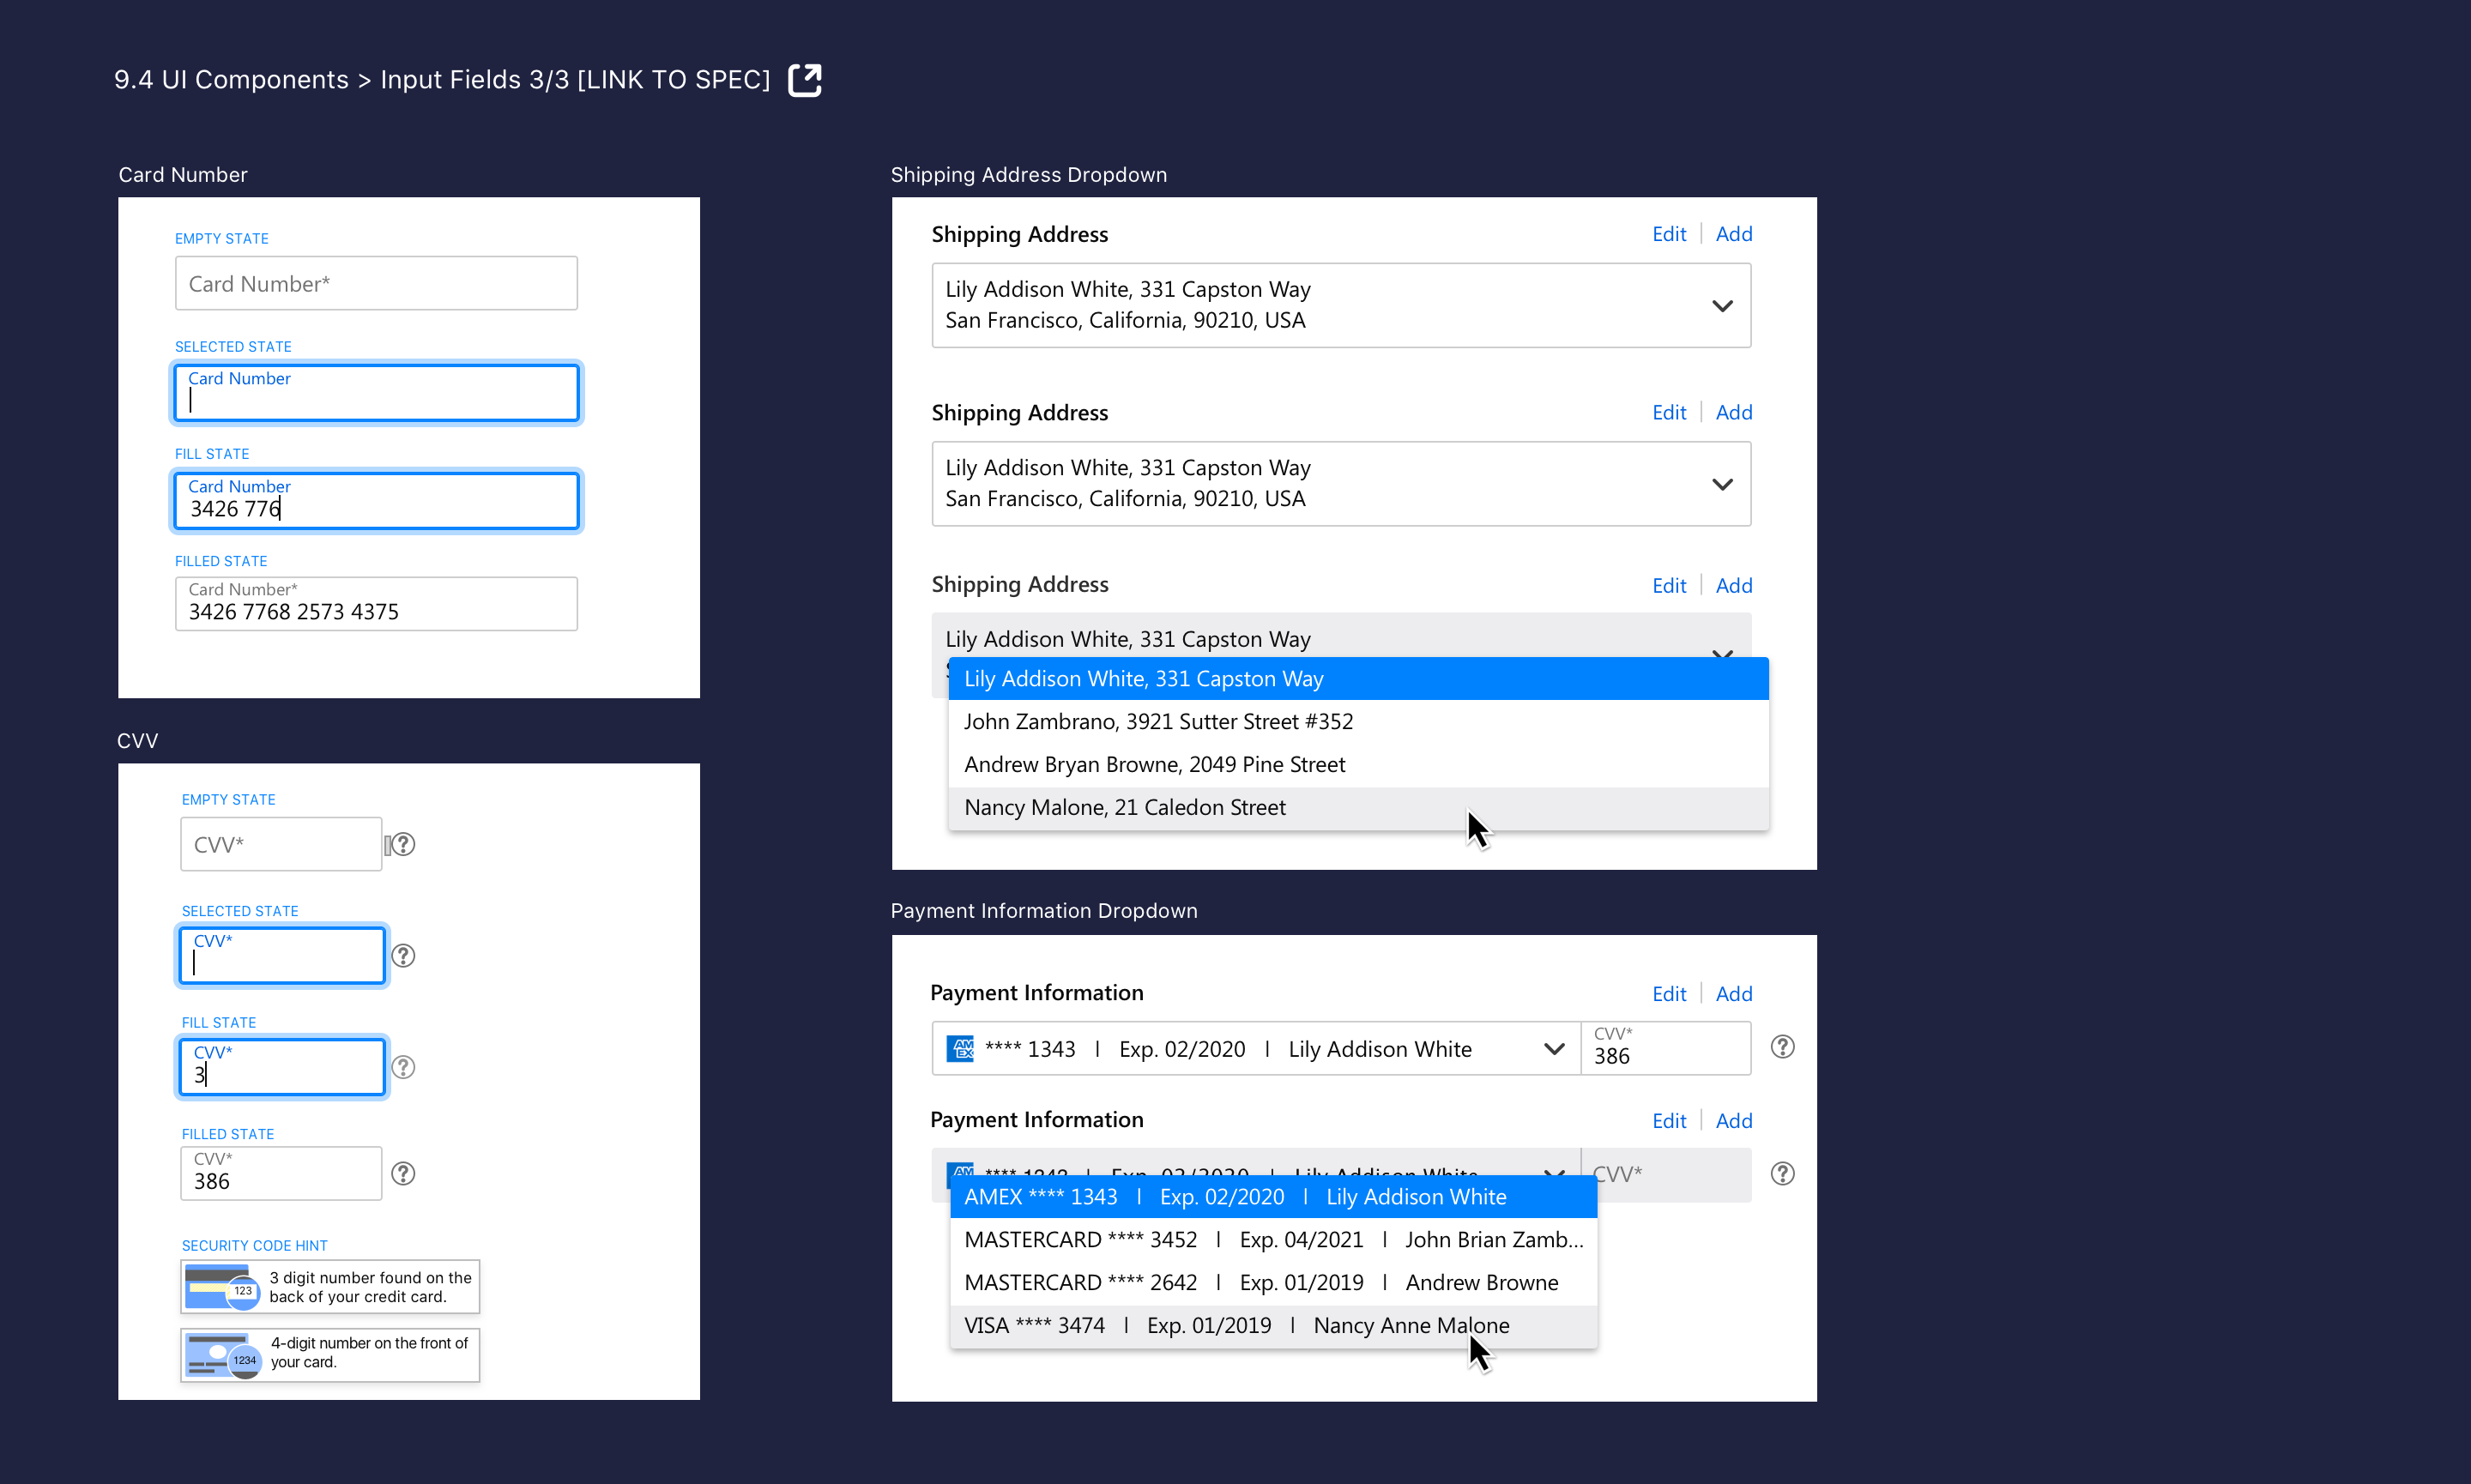 9.4 UI Components > Input Fields 3/3 [LINK TO SPEC]
Card Number
EMPTY STATE
Card Number*
SELECTED STATE
Card Number
FILL STATE
Card Number
3426 776
FILLED STATE
Card Number*
3426 7768 2573 4375
CVV
EMPTY STATE
CVV*
?
SELECTED STATE
CVV*
?
FILL STATE
CVV*
3
?
FILLED STATE
CVV*
386
?
SECURITY CODE HINT
123
3 digit number found on the
back of your credit card.
1234
4-digit number on the front of
your card.
Shipping Address Dropdown
Shipping Address
Edit | Add
Lily Addison White, 331 Capston Way
San Francisco, California, 90210, USA
Shipping Address
Edit | Add
Lily Addison White, 331 Capston Way
San Francisco, California, 90210, USA
Shipping Address
Edit | Add
Lily Addison White, 331 Capston Way
Lily Addison White, 331 Capston Way
John Zambrano, 3921 Sutter Street #352
Andrew Bryan Browne, 2049 Pine Street
Nancy Malone, 21 Caledon Street
Payment Information Dropdown
Payment Information
Edit | Add
AM
EX
**** 1343 | Exp. 02/2020 | Lily Addison White
CVV*
386
?
Payment Information
Edit | Add
AM
Lily Addison White
CVV*
?
AMEX **** 1343 | Exp. 02/2020 | Lily Addison White
MASTERCARD **** 3452 | Exp. 04/2021 | John Brian Zamb...
MASTERCARD **** 2642 | Exp. 01/2019 | Andrew Browne
VISA **** 3474 | Exp. 01/2019 | Nancy Anne Malone